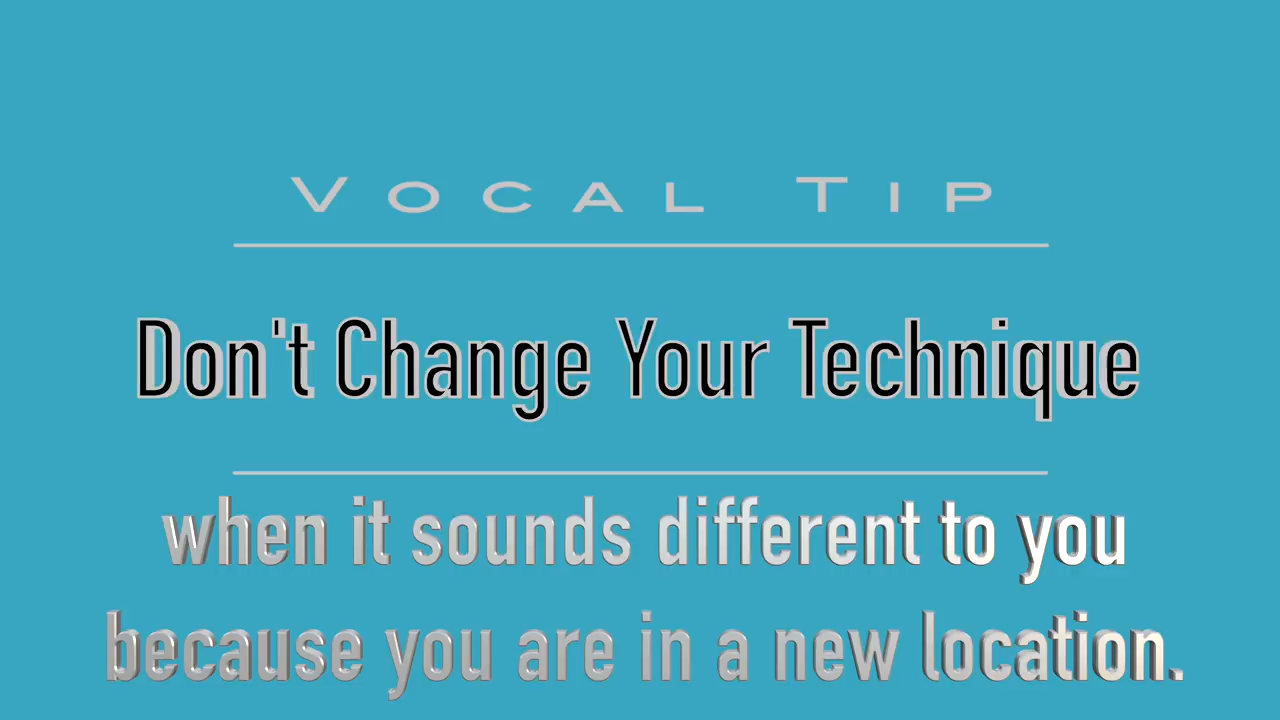 Vocal Tip
Don't Change Your Technique
when it sounds different to you
because you are in a new location.